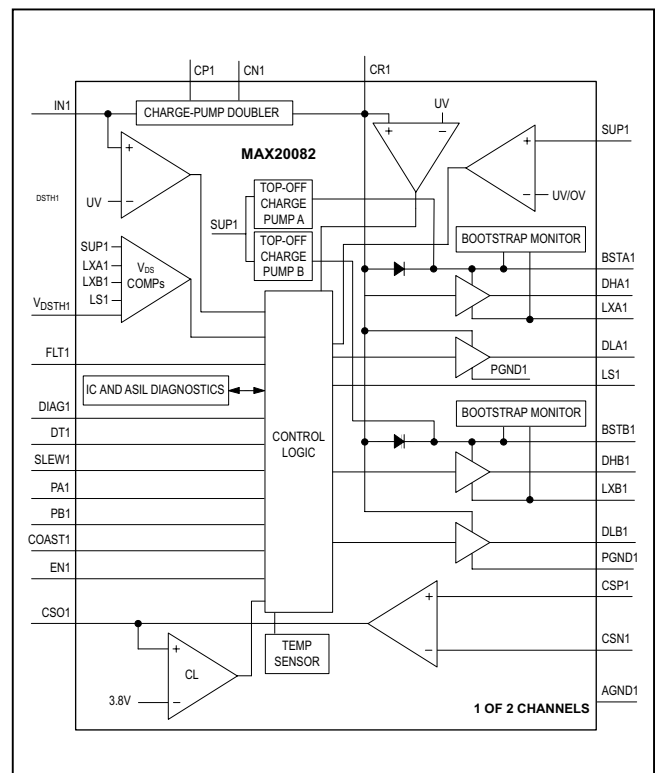 CP1
CN1
CR1
IN1
CHARGE-PUMP DOUBLER
UV
+
−
MAX20082
SUP1
+
−
UV/OV
+
UV
−
DSTH1
SUP1
TOP-OFF
CHARGE
PUMP A
TOP-OFF
CHARGE
PUMP B
BOOTSTRAP MONITOR
BSTA1
DHA1
LXA1
SUP1
LXA1
LXB1
LS1
VDS
COMPs
VDSTH1
FLT1
DLA1
PGND1
LS1
IC AND ASIL DIAGNOSTICS
DIAG1
DT1
SLEW1
PA1
PB1
COAST1
EN1
CSO1
CONTROL
LOGIC
BOOTSTRAP MONITOR
BSTB1
DHB1
LXB1
DLB1
PGND1
+
CSP1
−
CSN1
+
CL
3.8V
−
TEMP
SENSOR
AGND1
1 OF 2 CHANNELS